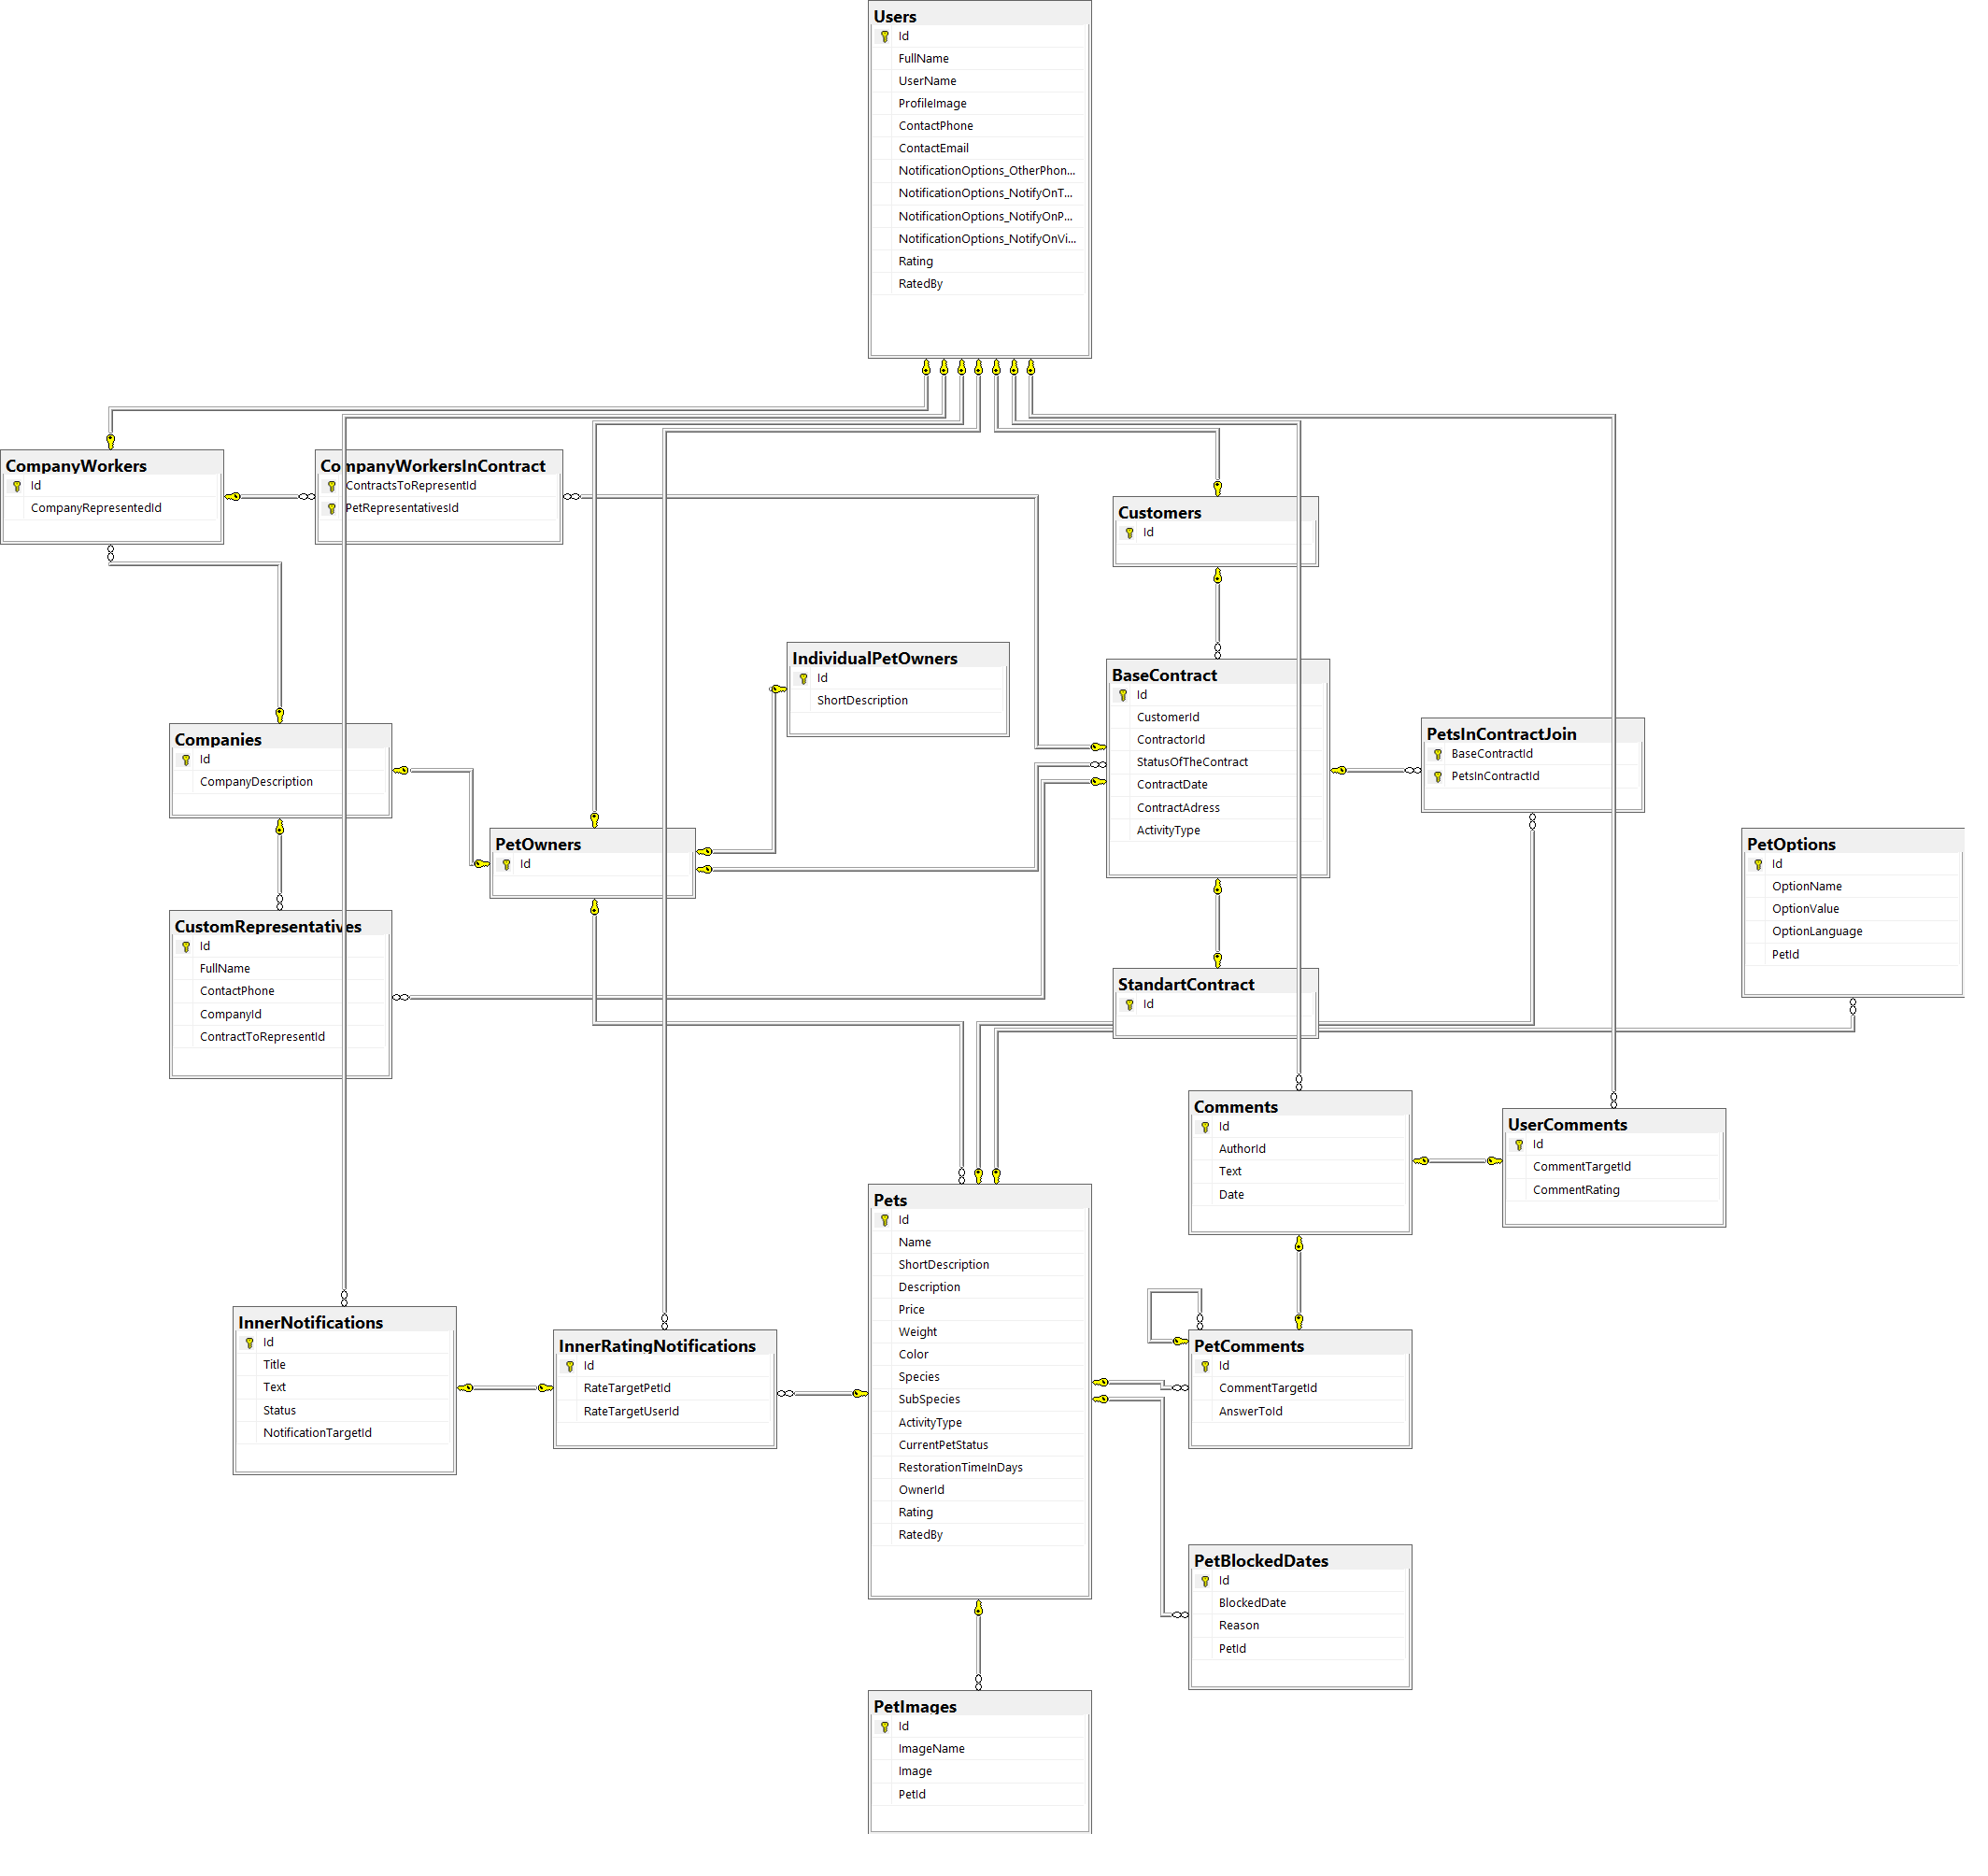 Users
Id
FullName
UserName
ProfileImage
ContactPhone
ContactEmail
NotificationOptions_OtherPhon...
NotificationOptions_NotifyOnT...
NotificationOptions_NotifyOnP...
NotificationOptions_NotifyOnVi...
Rating
RatedBy
CompanyWorkers
Id
CompanyRepresentedId
CompanyWorkersInContract
ContractsToRepresentId
PetRepresentativesId
Customers
Id
IndividualPetOwners
Id
ShortDescription
BaseContract
Id
CustomerId
ContractorId
StatusOfTheContract
ContractDate
ContractAdress
ActivityType
PetsInContractJoin
BaseContractId
PetsInContractId
Companies
Id
CompanyDescription
PetOwners
Id
PetOptions
Id
OptionName
OptionValue
OptionLanguage
PetId
CustomRepresentatives
Id
FullName
ContactPhone
CompanyId
ContractToRepresentId
StandartContract
Id
Comments
Id
AuthorId
Text
Date
UserComments
Id
CommentTargetId
CommentRating
Pets
Id
Name
ShortDescription
Description
Price
Weight
Color
Species
SubSpecies
ActivityType
CurrentPetStatus
RestorationTimeInDays
OwnerId
Rating
RatedBy
InnerNotifications
Id
Title
Text
Status
NotificationTargetId
InnerRatingNotifications
Id
RateTargetPetId
RateTargetUserId
PetComments
Id
CommentTargetId
AnswerToId
PetBlockedDates
Id
BlockedDate
Reason
PetId
PetImages
Id
ImageName
Image
PetId